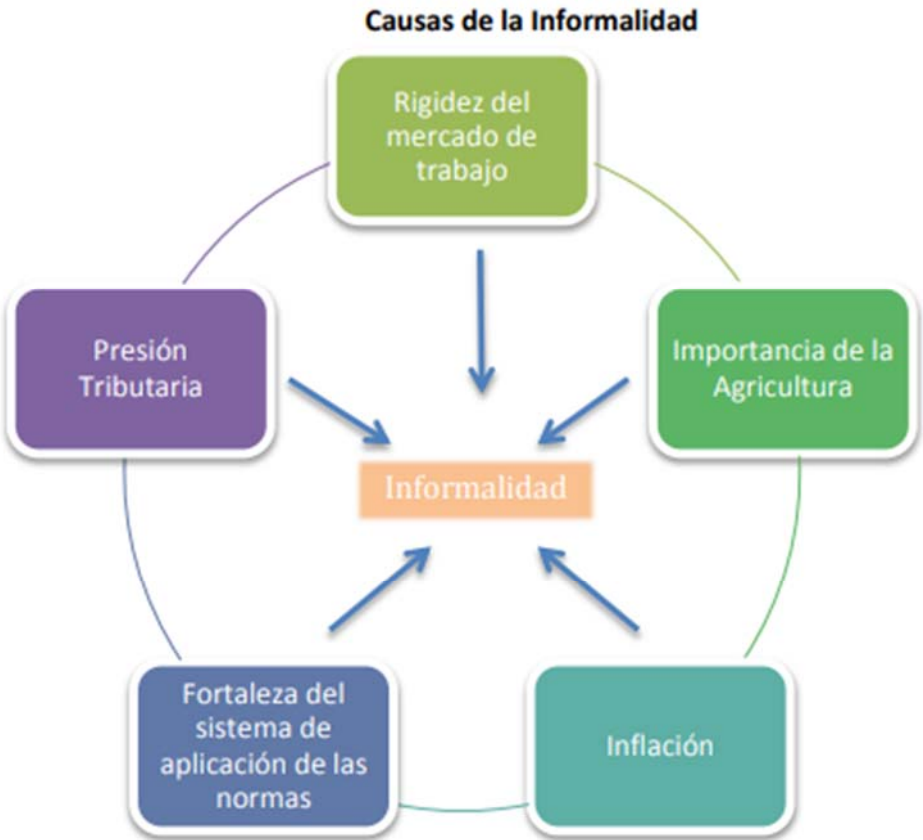 Causas de la Informalidad
Rigidez del
mercado de
trabajo
Presión
Tributaria
Importancia de la
Agricultura
Informalidad
Fortaleza del
sistema de
aplicación de las
normas
Inflación